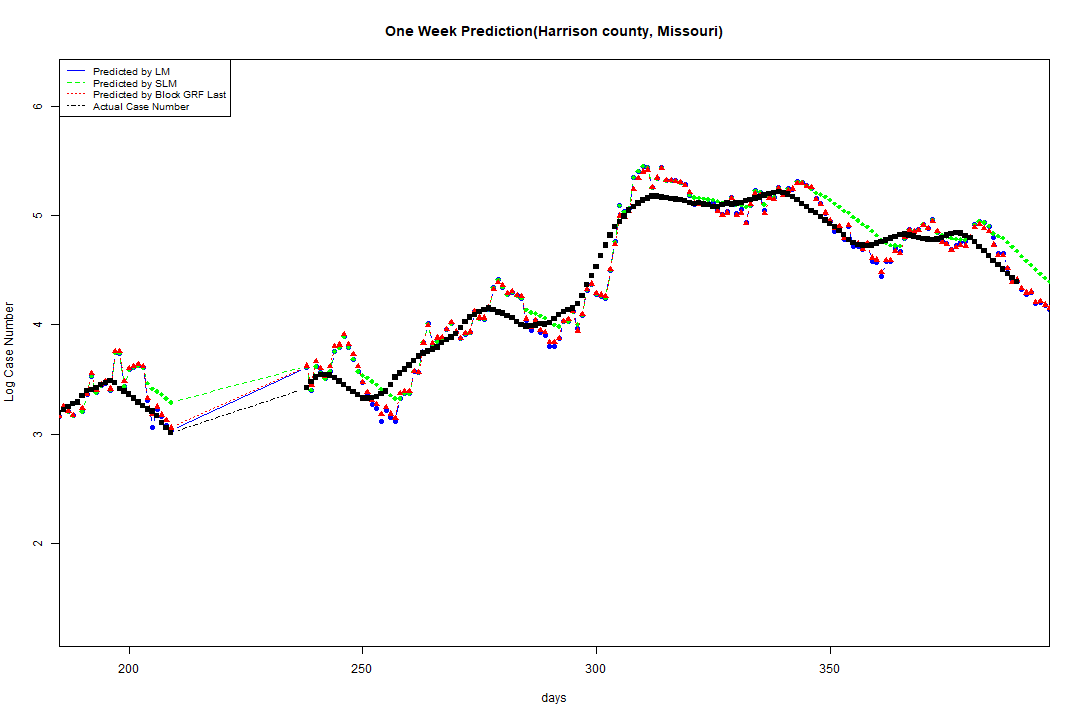 One Week Prediction(Harrison county, Missouri)
Predicted by LM
Predicted by SLM
Predicted by Block GRF Last
Actual Case Number
6
5
4
3
2
Log Case Number
200
250
300
350
days